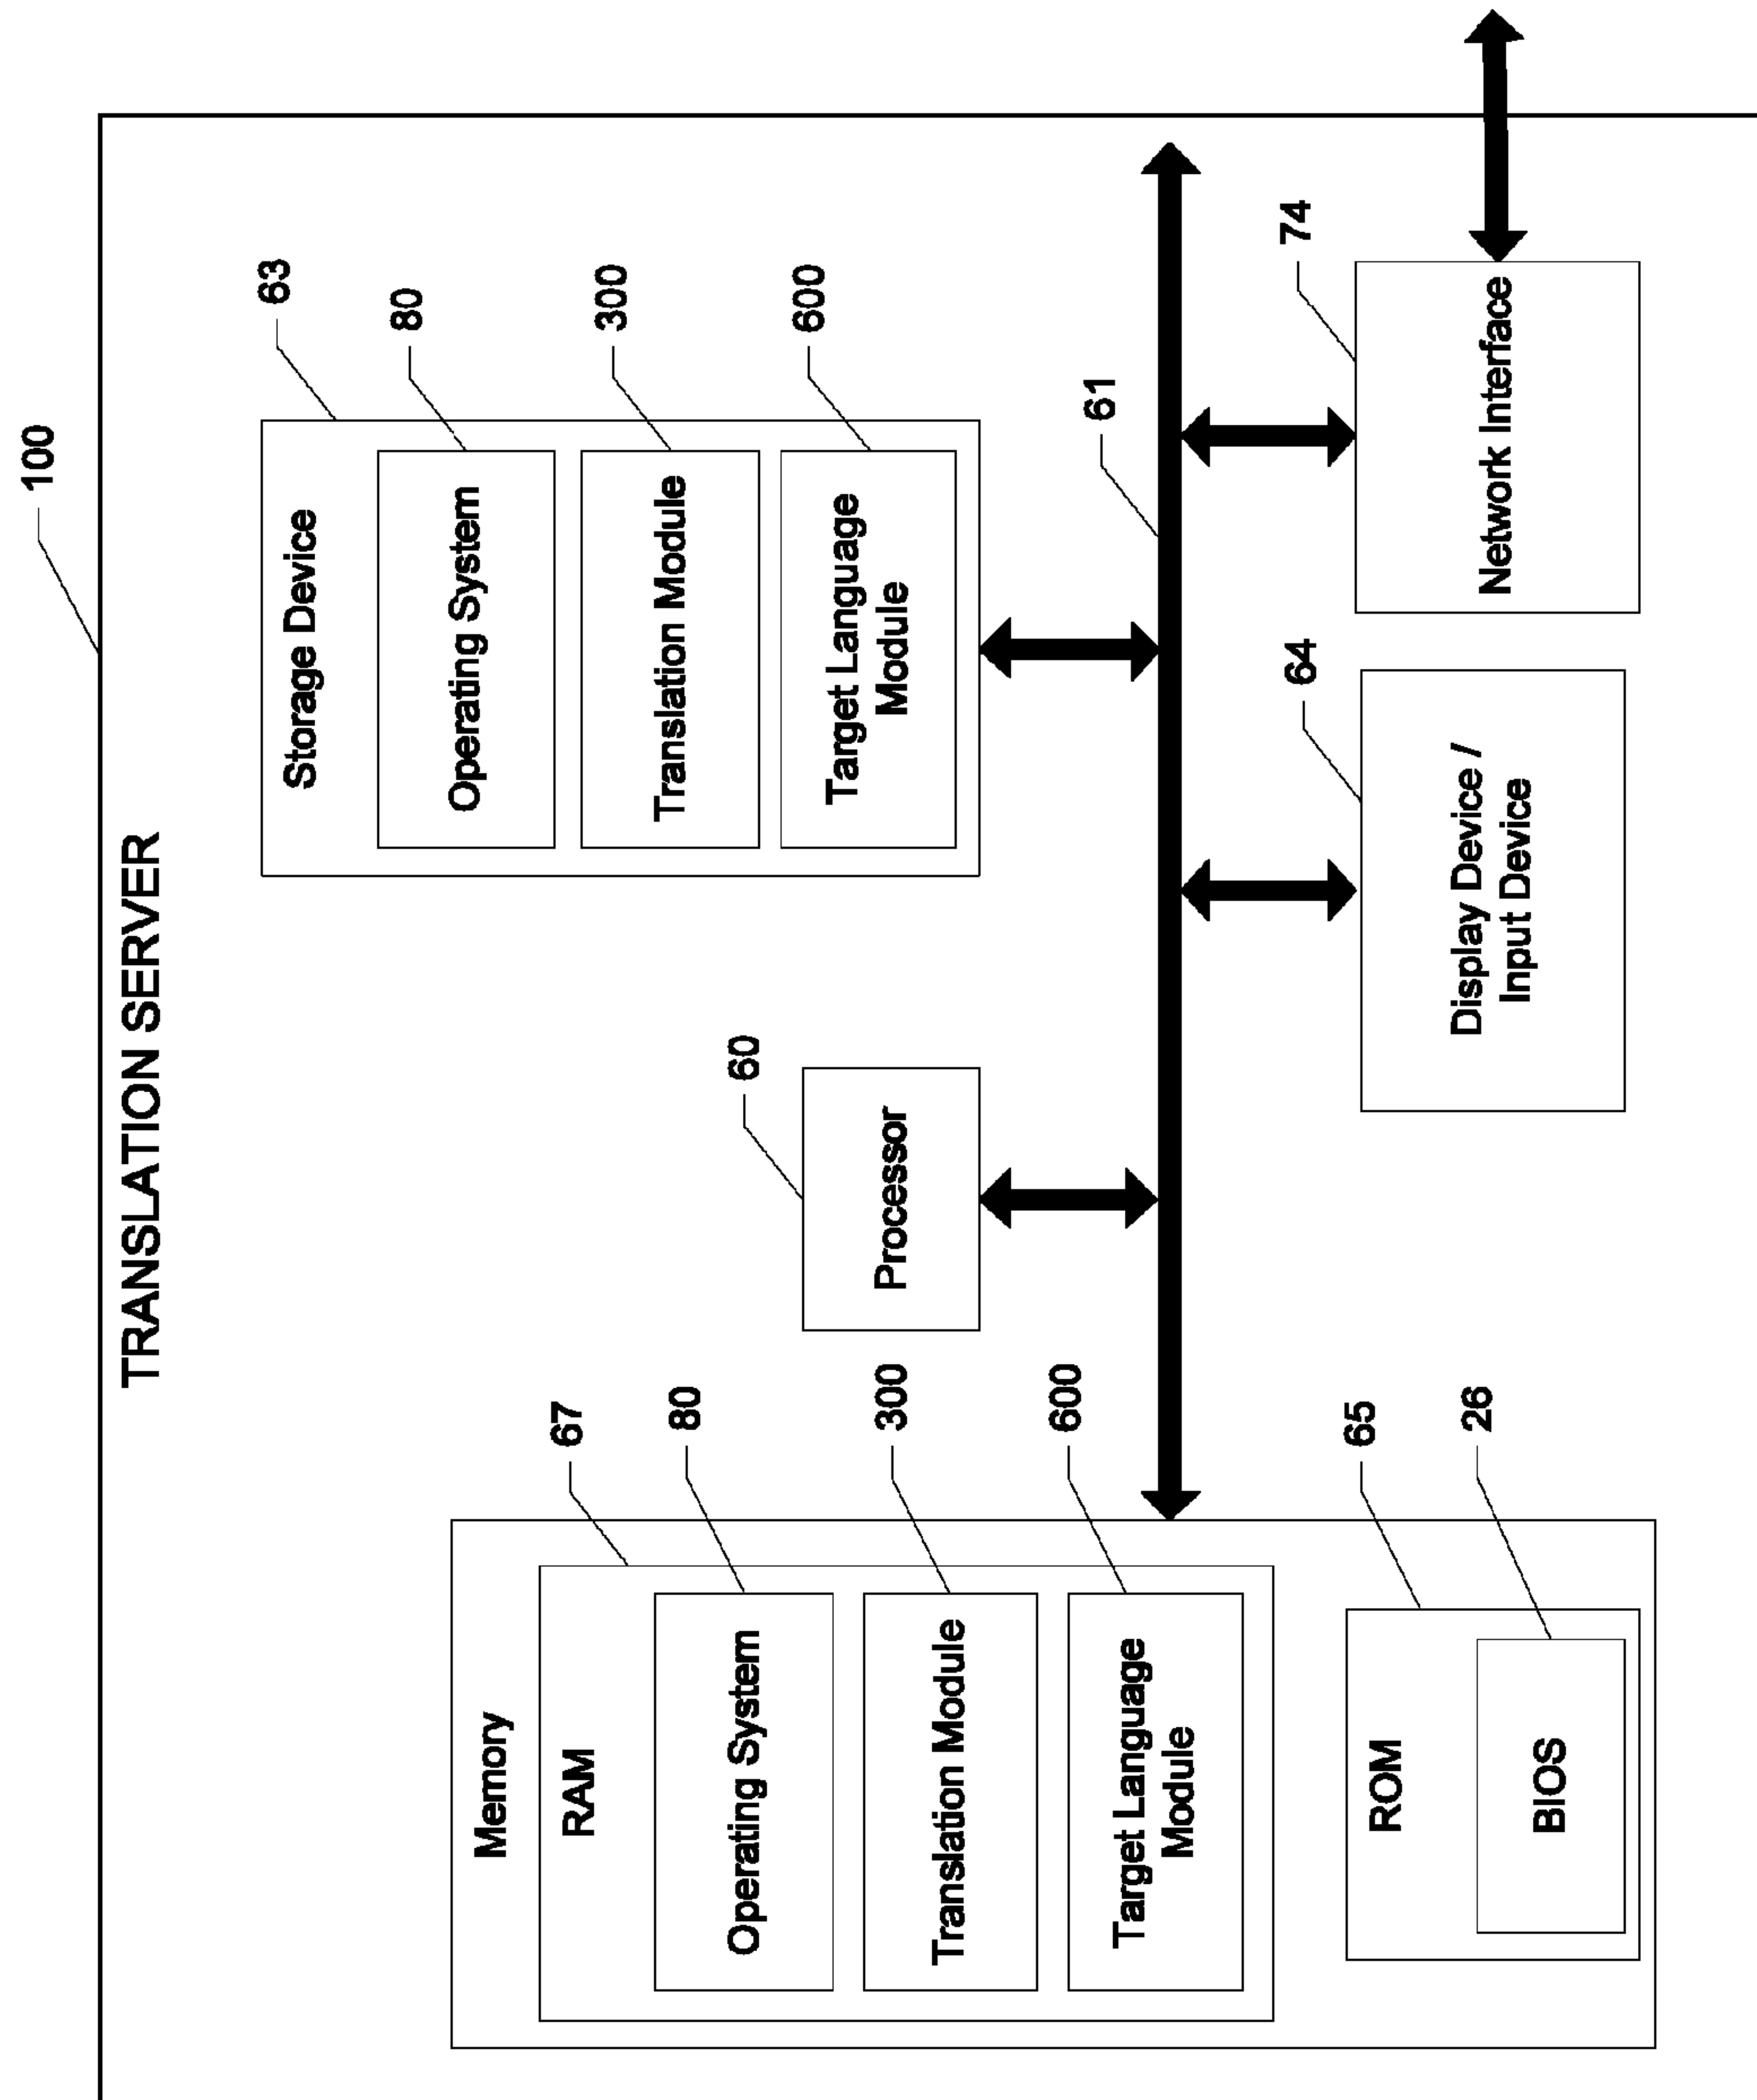 100
TRANSLATION SERVER
Memory
RAM
67
Operating System
80
Translation Module
300
Target Language
Module
600
ROM
65
BIOS
26
Processor
60
Storage Device
63
Operating System
80
Translation Module
300
Target Language
Module
600
61
Display Device /
Input Device
64
Network Interface
74